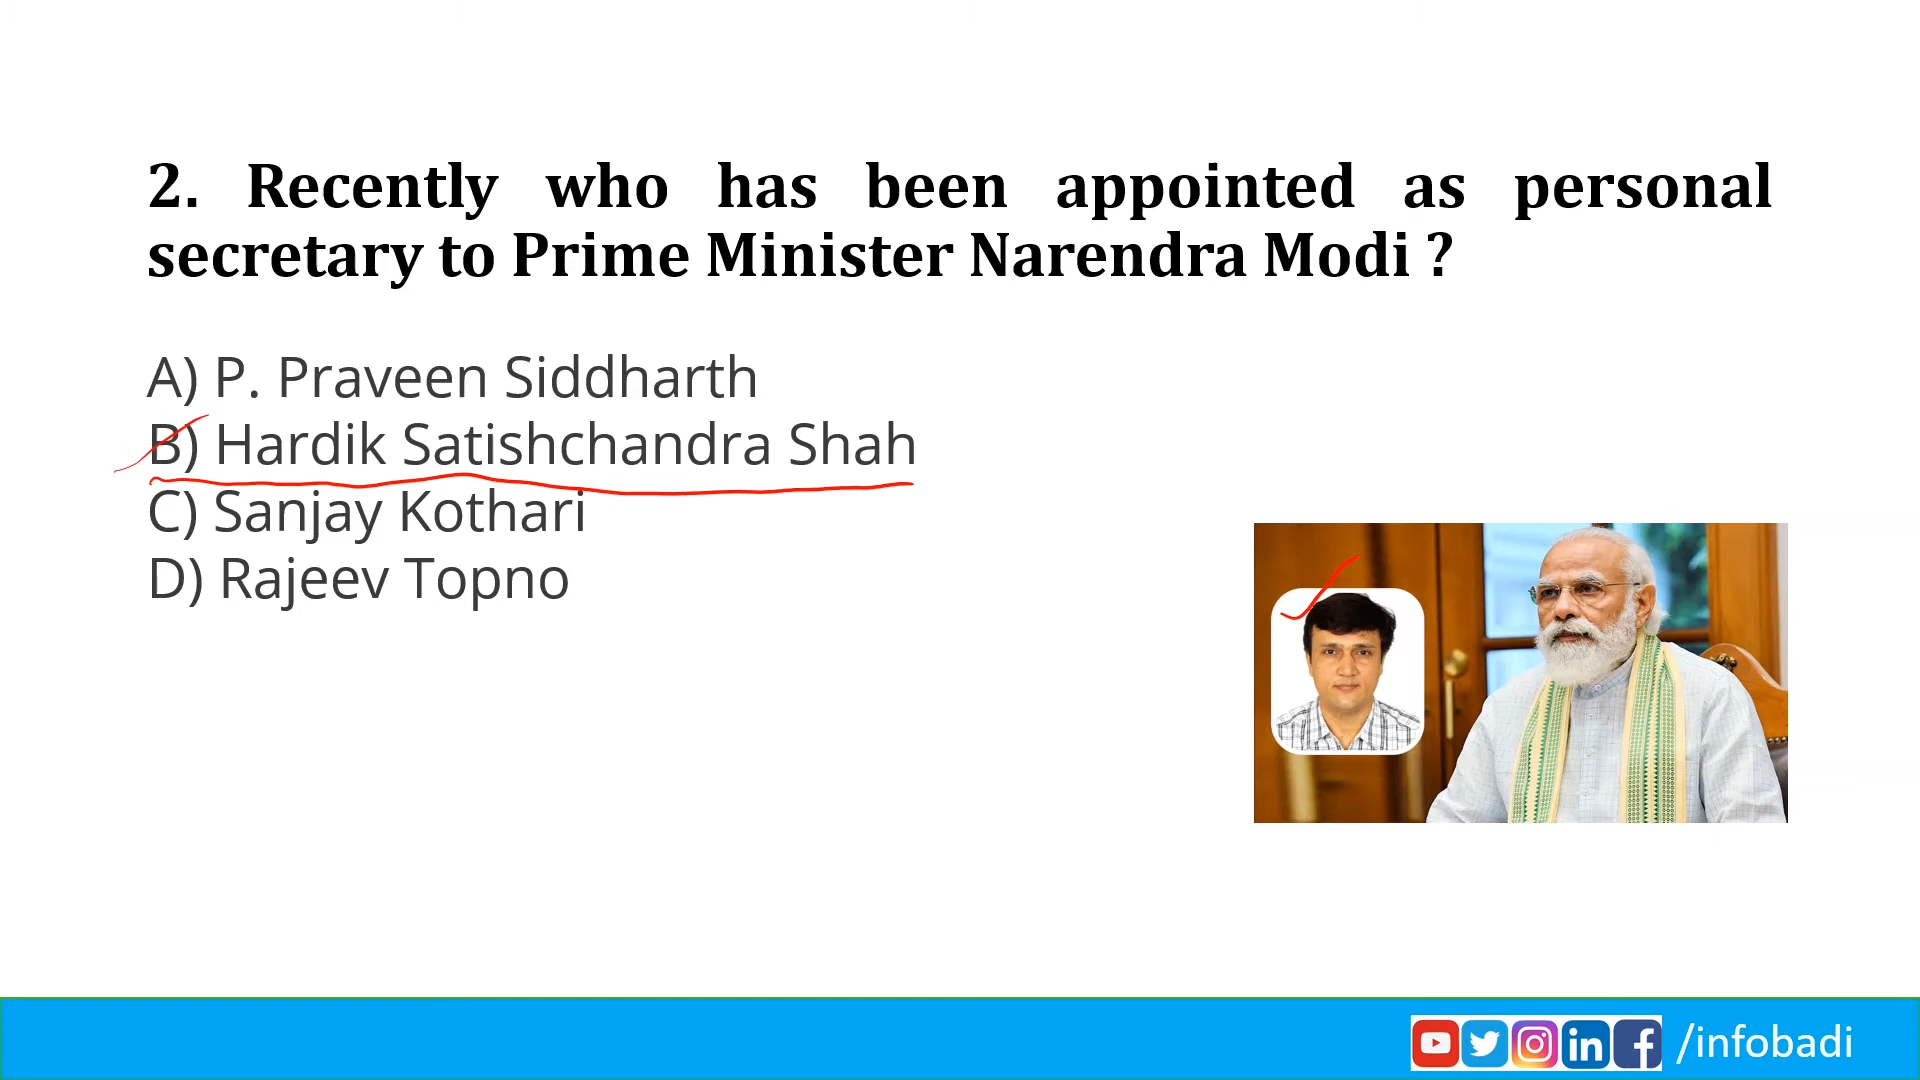 2. Recently who has been appointed as personal
secretary to Prime Minister Narendra Modi ?
A) P. Praveen Siddharth
B) Hardik Satishchandra Shah
C) Sanjay Kothari
D) Rajeev Topno
/infobadi